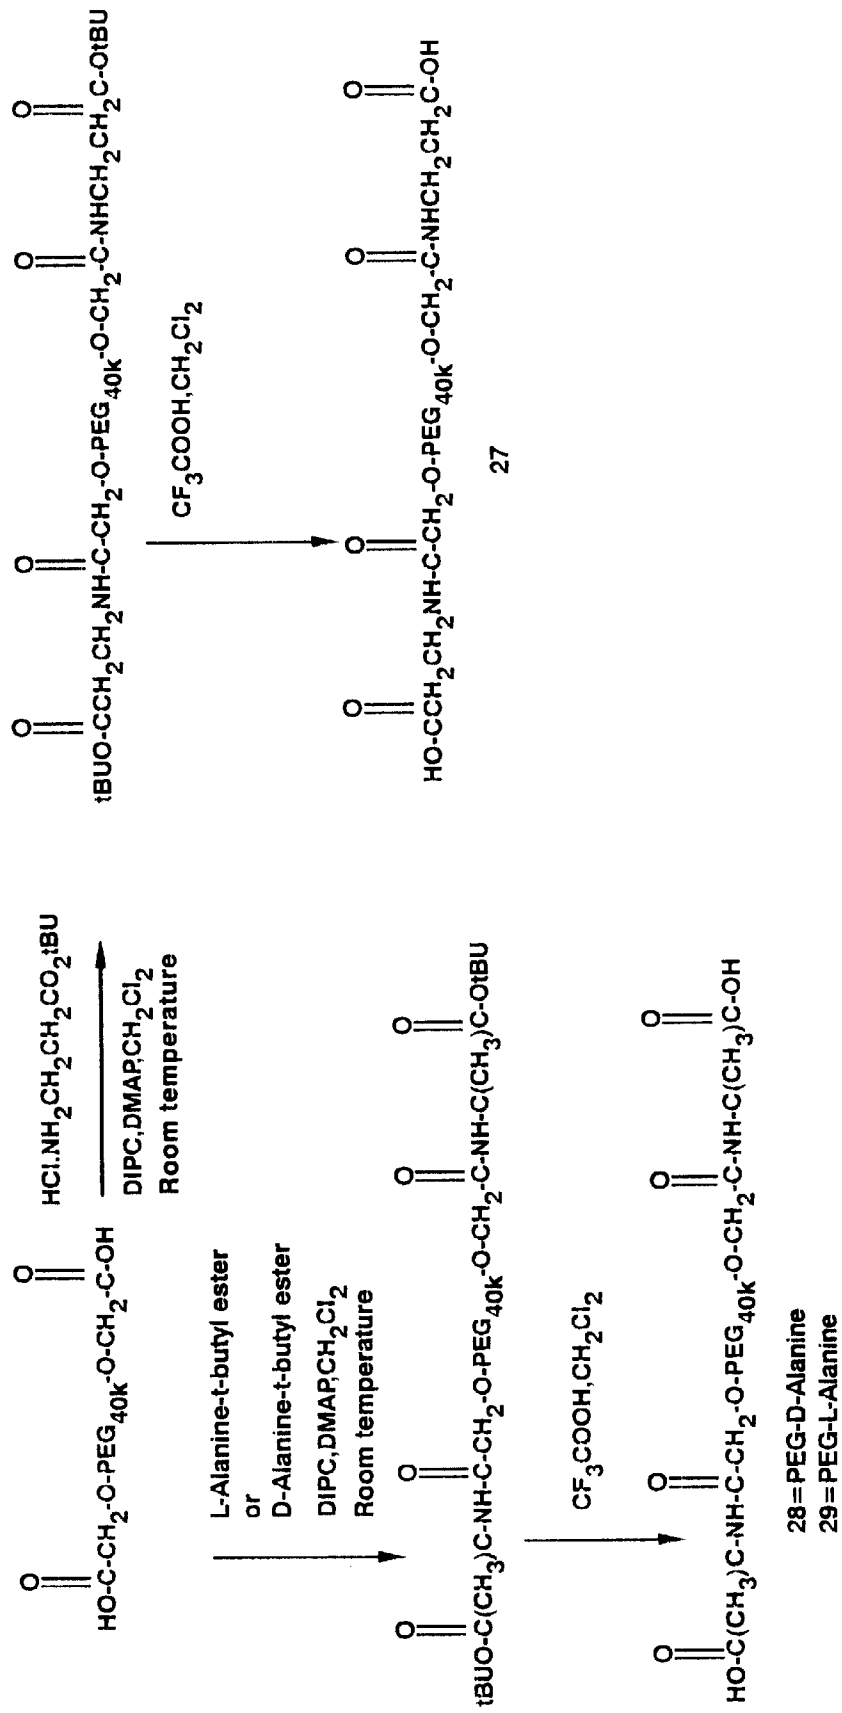 O O
HO-C-CH2-O-PEG40k-O-CH2-C-OH
HCl.NH2CH2CH2CO2tBU
DIPC,DMAP,CH2Cl2
Room temperature
O O O O
tBUO-CCH2CH2NH-C-CH2-O-PEG40k-O-CH2-C-NHCH2CH2C-OtBU
CF3COOH,CH2Cl2
O O O O
HO-CCH2CH2NH-C-CH2-O-PEG40k-O-CH2-C-NHCH2CH2C-OH
27
L-Alanine-t-butyl ester
or
D-Alanine-t-butyl ester
DIPC,DMAP,CH2Cl2
Room temperature
O O O O
tBUO-C(CH3)C-NH-C-CH2-O-PEG40k-O-CH2-C-NH-C(CH3)C-OtBU
CF3COOH,CH2Cl2
O O O O
HO-C(CH3)C-NH-C-CH2-O-PEG40k-O-CH2-C-NH-C(CH3)C-OH
28=PEG-D-Alanine
29=PEG-L-Alanine